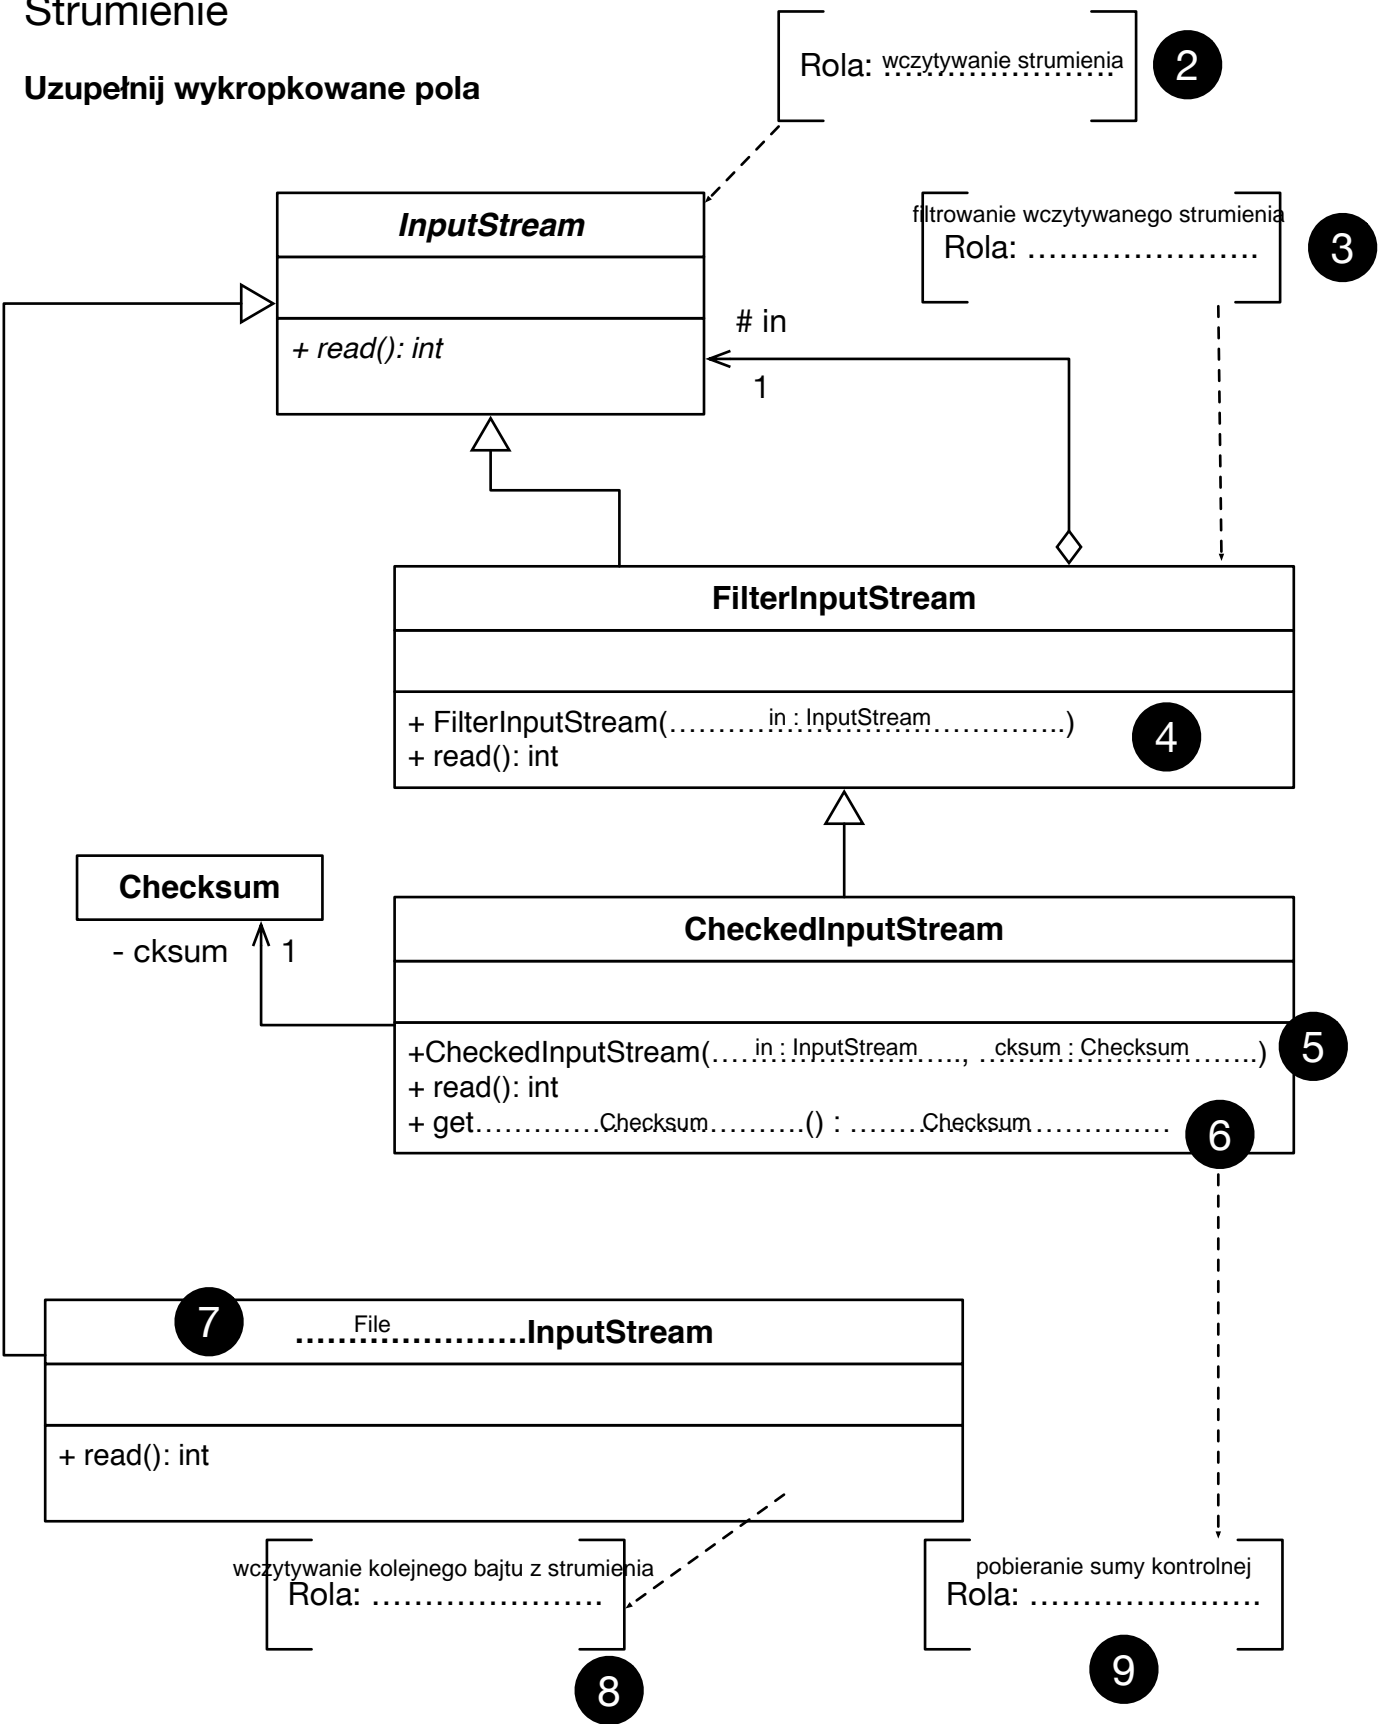 Strumienie
Uzupełnij wykropkowane pola
Rola: wczytywanie strumienia
2
InputStream
filtrowanie wczytywanego strumienia
Rola: ......................
3
+ read(): int
# in
1
FilterInputStream
+ FilterInputStream(.........in : InputStream..............)
+ read(): int
4
Checksum
- cksum
1
CheckedInputStream
+CheckedInputStream(....in : InputStream....., ..cksum : Checksum.......)
5
+ read(): int
+ get............Checksum..........() : .......Checksum..............
6
7
......File..............InputStream
+ read(): int
wczytywanie kolejnego bajtu z strumienia
Rola: ......................
8
pobieranie sumy kontrolnej
Rola: ......................
9